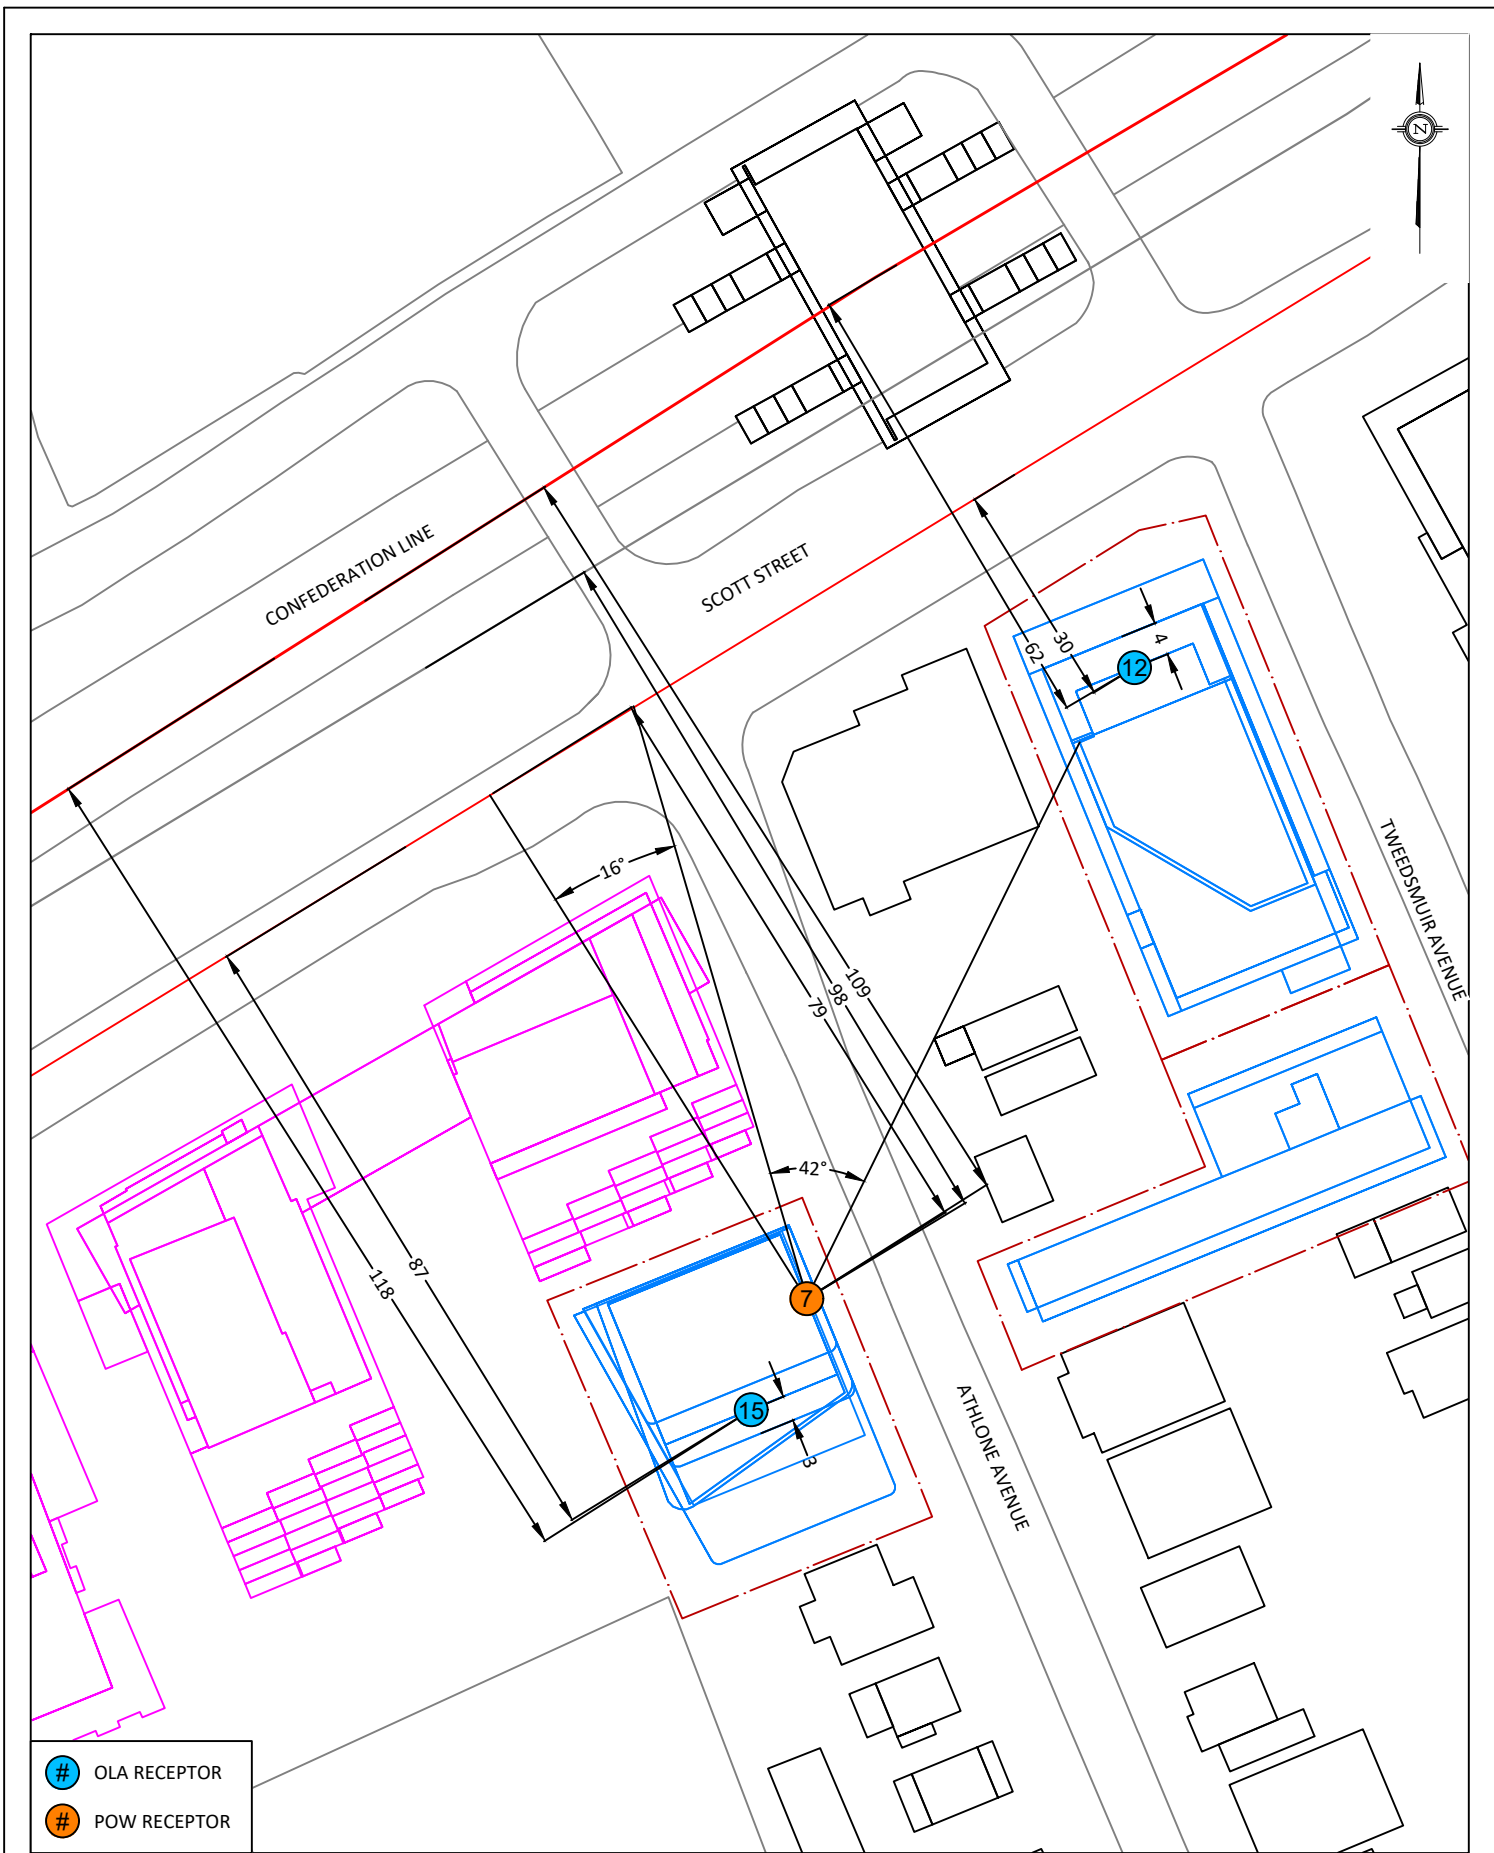 N
CONFEDERATION LINE
SCOTT STREET
62
30
4
12
16°
TWEEDSMUIR AVENUE
109
98
79
42°
118
87
7
15
3
ATHLONE AVENUE
# OLA RECEPTOR
# POW RECEPTOR